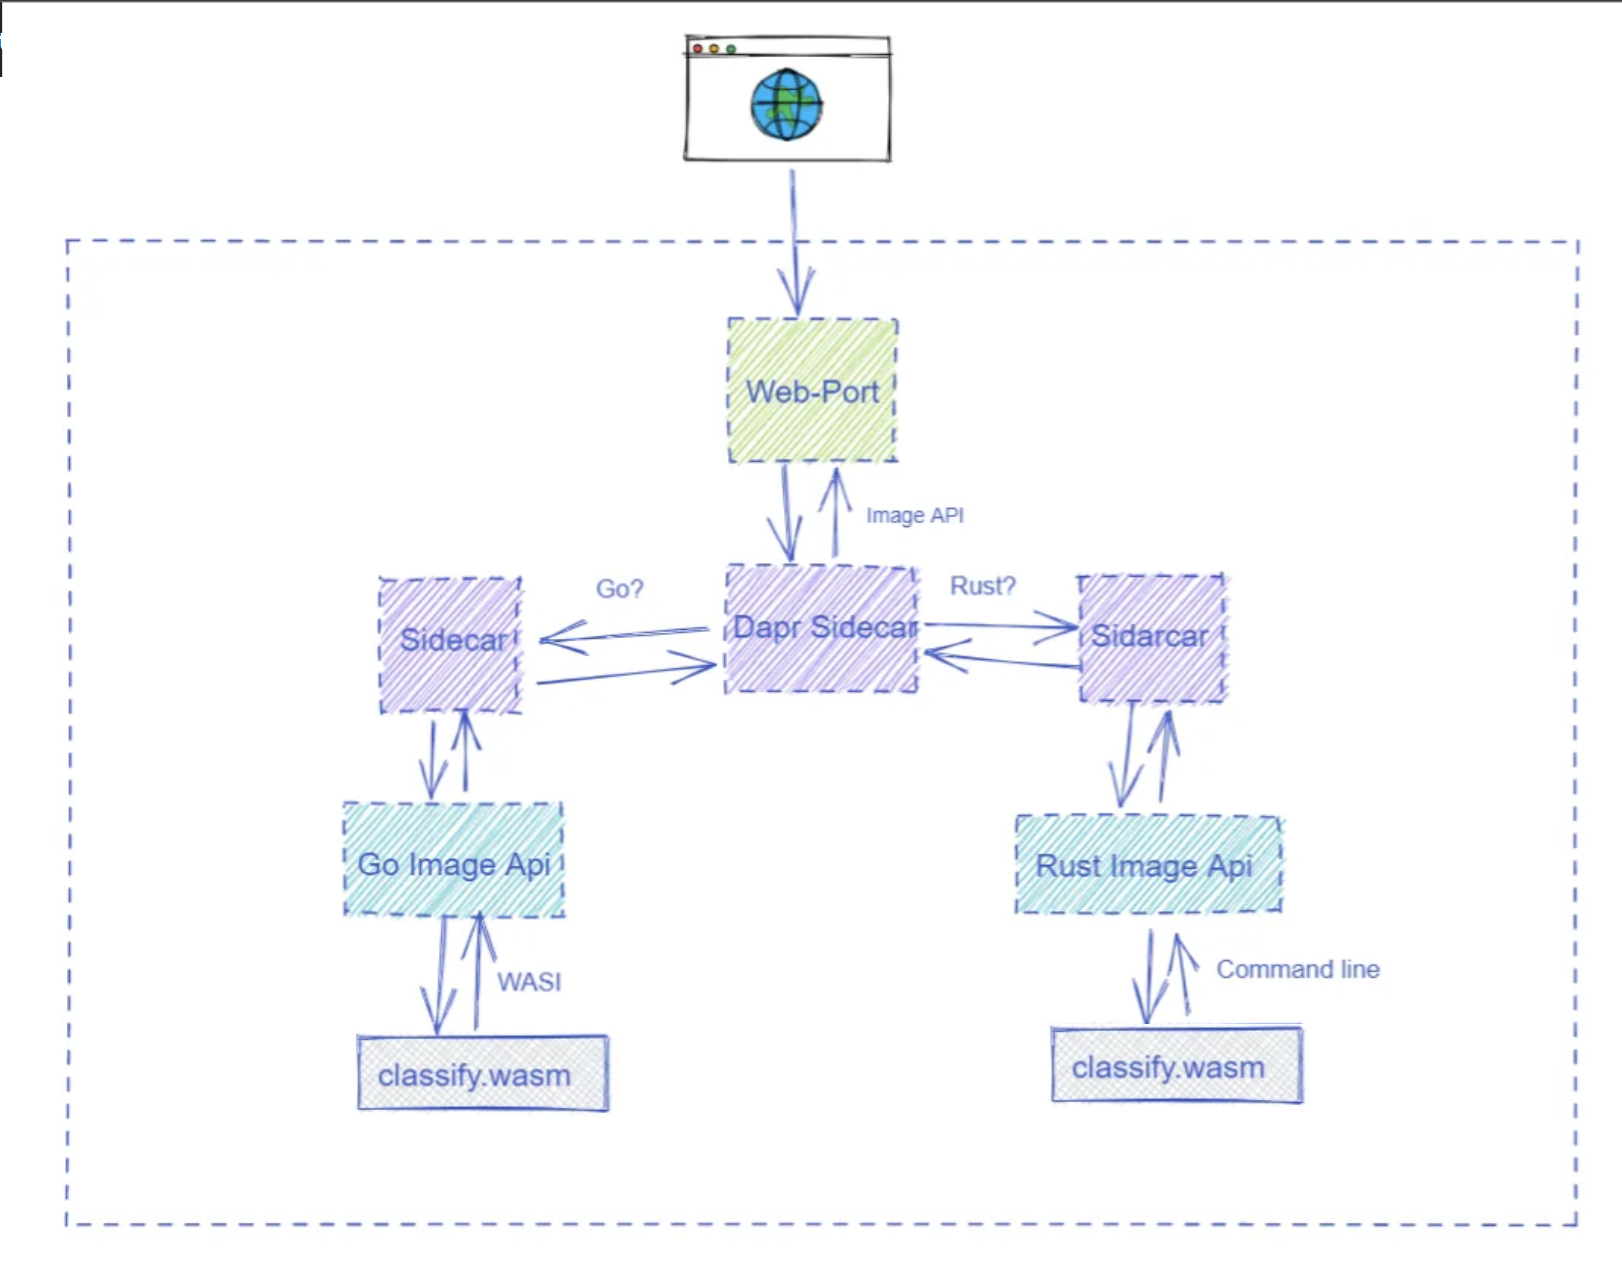 Web-Port
Image API
Go?
Rust?
Sidecar
Dapr Sidecar
Sidarcar
Go Image Api
Rust Image Api
WASI
Command line
classify.wasm
classify.wasm